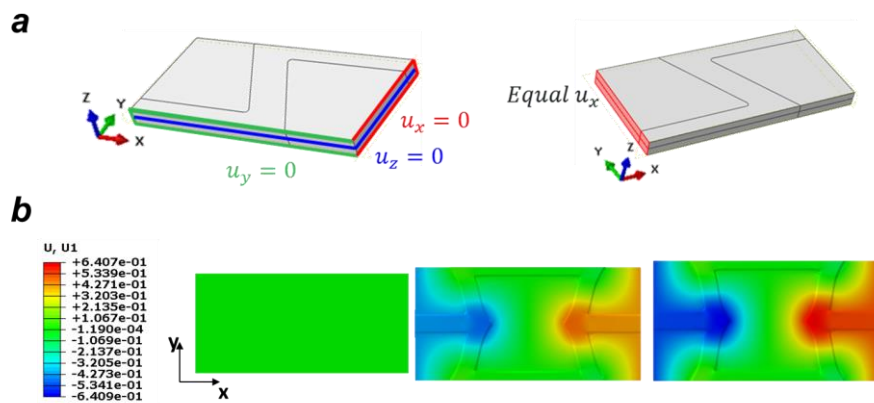 a
Z
Y
X
u_x = 0
u_z = 0
u_y = 0
Equal u_x
Y
Z
X
b
U, U1
+6.407e-01
+5.339e-01
+4.271e-01
+3.203e-01
+2.135e-01
+1.067e-01
-1.190e-04
-1.069e-01
-2.137e-01
-3.205e-01
-4.273e-01
-5.341e-01
-6.409e-01
y
x